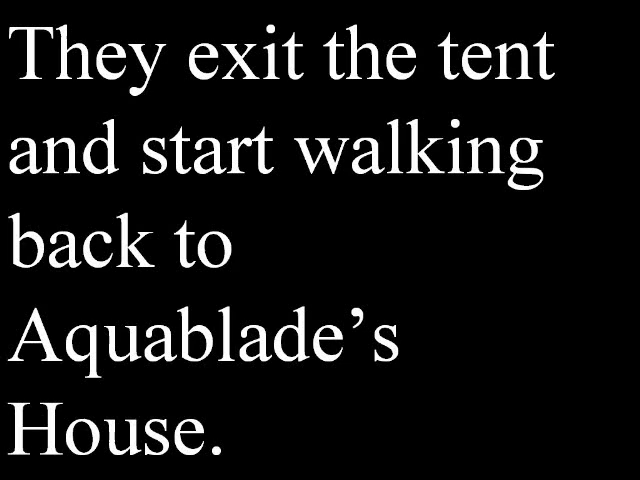 They exit the tent
and start walking
back to
Aquablade’s
House.